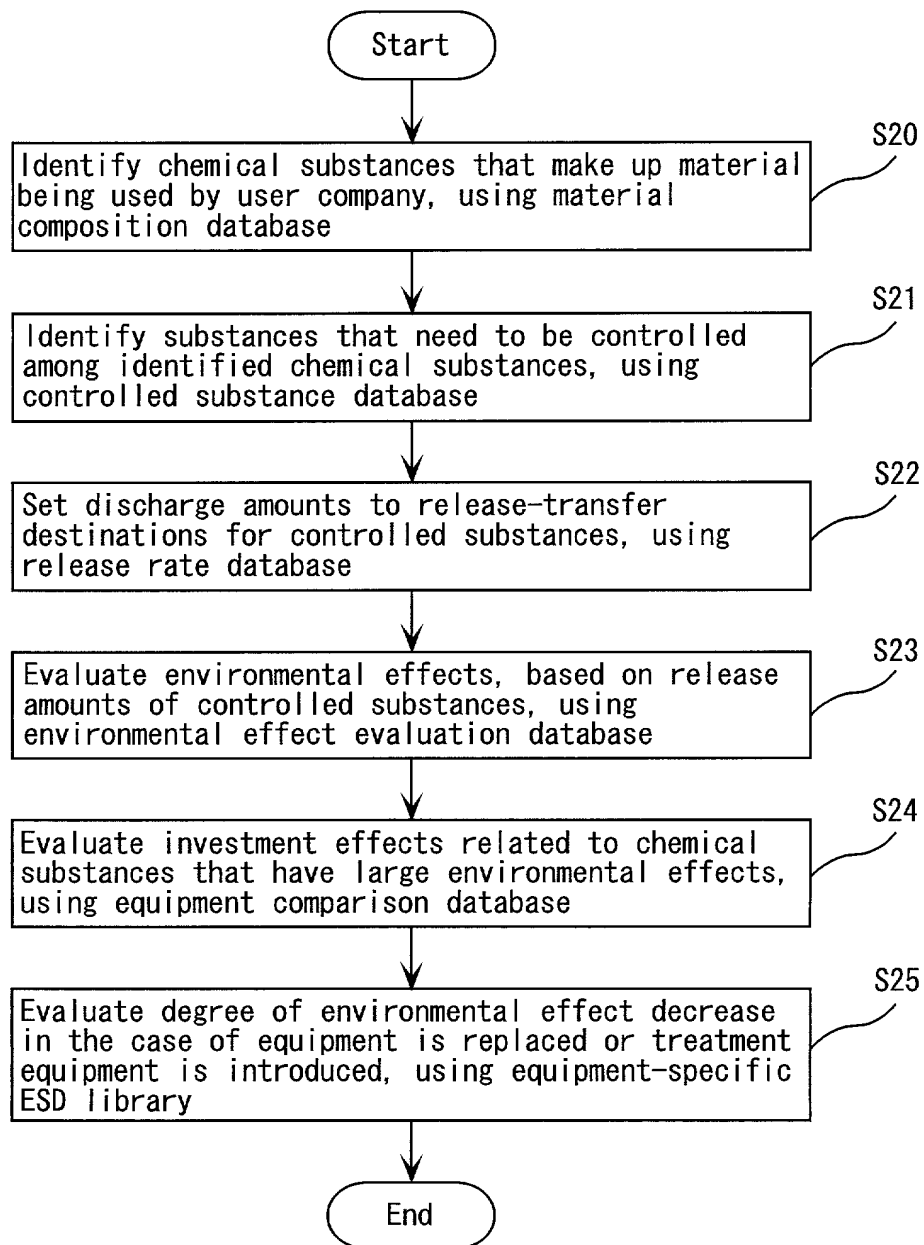 Start
S20
Identify chemical substances that make up material
being used by user company, using material
composition database
S21
Identify substances that need to be controlled
among identified chemical substances, using
controlled substance database
S22
Set discharge amounts to release-transfer
destinations for controlled substances, using
release rate database
S23
Evaluate environmental effects, based on release
amounts of controlled substances, using
environmental effect evaluation database
S24
Evaluate investment effects related to chemical
substances that have large environmental effects,
using equipment comparison database
S25
Evaluate degree of environmental effect decrease
in the case of equipment is replaced or treatment
equipment is introduced, using equipment-specific
ESD library
End